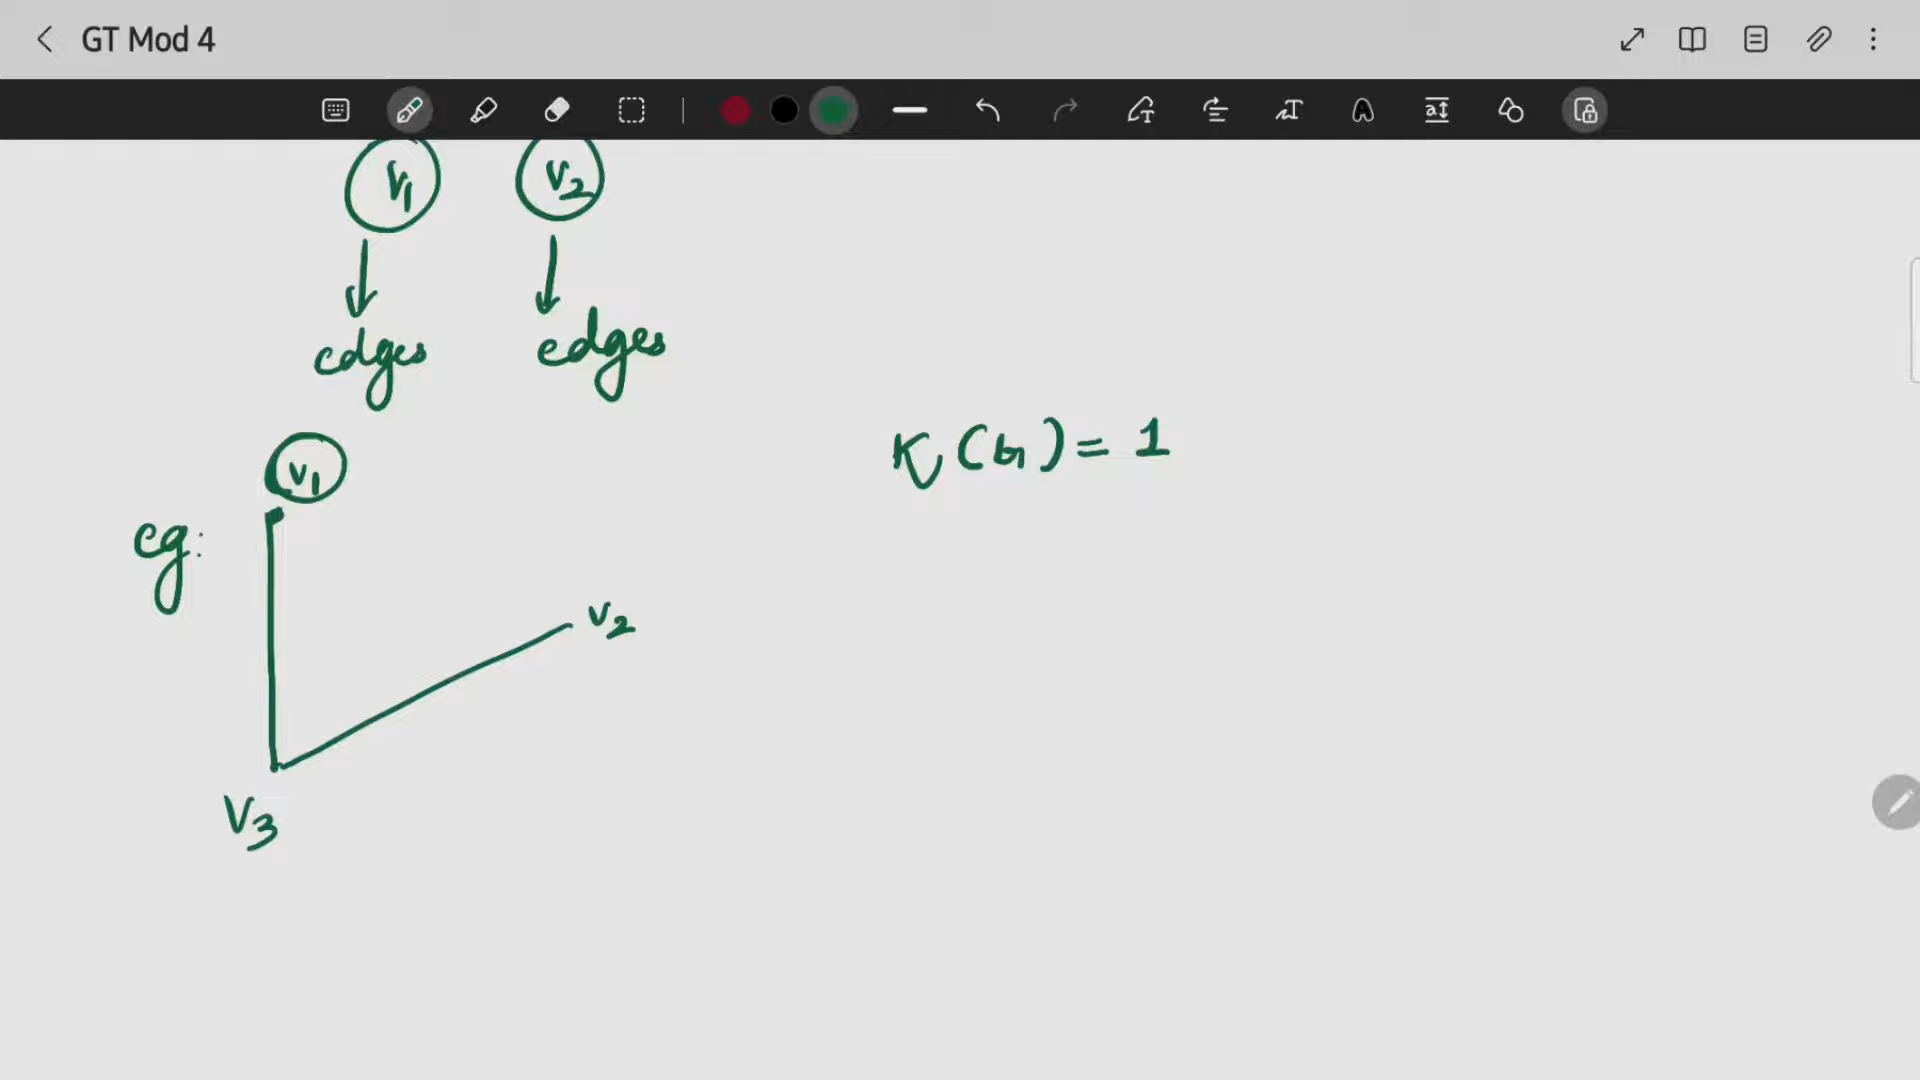 GT Mod 4
V1 V2
edges edges
V1
K(G) = 1
eg:
V2
V3